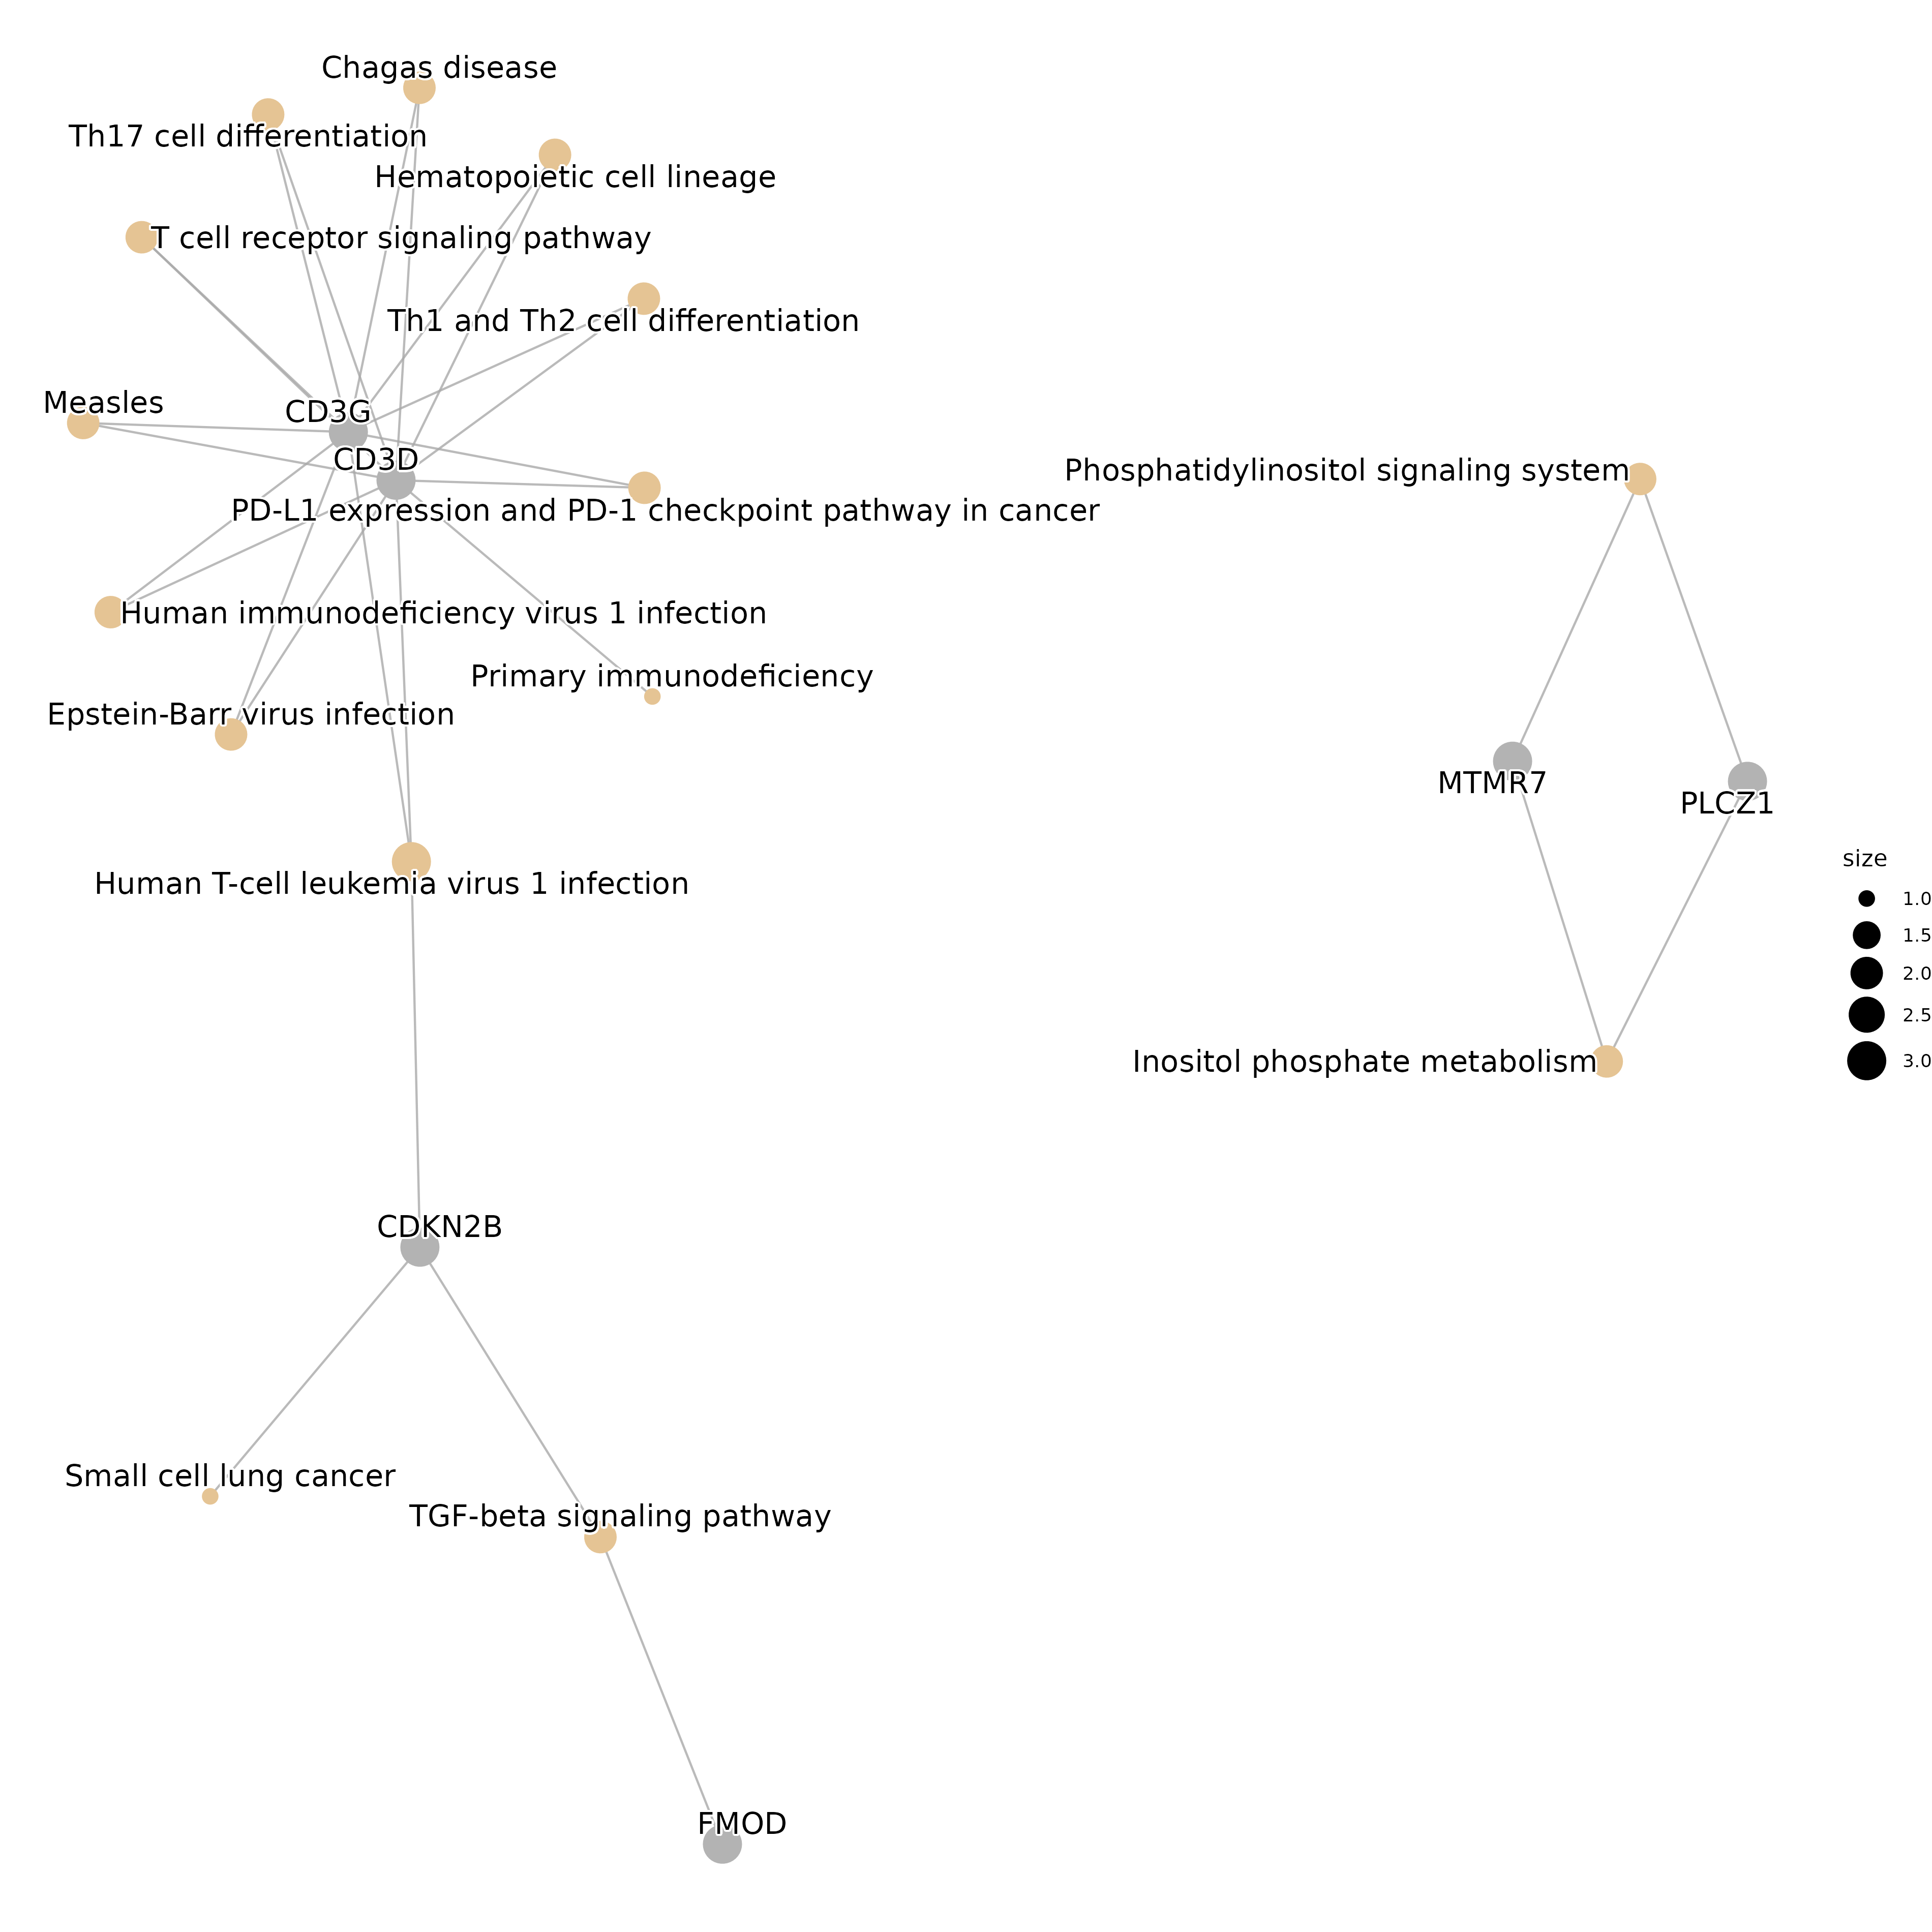 Chagas disease
Th17 cell differentiation
Hematopoietic cell lineage
T cell receptor signaling pathway
Th1 and Th2 cell differentiation
Measles
CD3G
CD3D
Phosphatidylinositol signaling system
PD-L1 expression and PD-1 checkpoint pathway in cancer
Human immunodeficiency virus 1 infection
Primary immunodeficiency
Epstein-Barr virus infection
MTMR7
PLCZ1
size
1.0
1.5
2.0
2.5
3.0
Human T-cell leukemia virus 1 infection
Inositol phosphate metabolism
CDKN2B
Small cell lung cancer
TGF-beta signaling pathway
FMOD